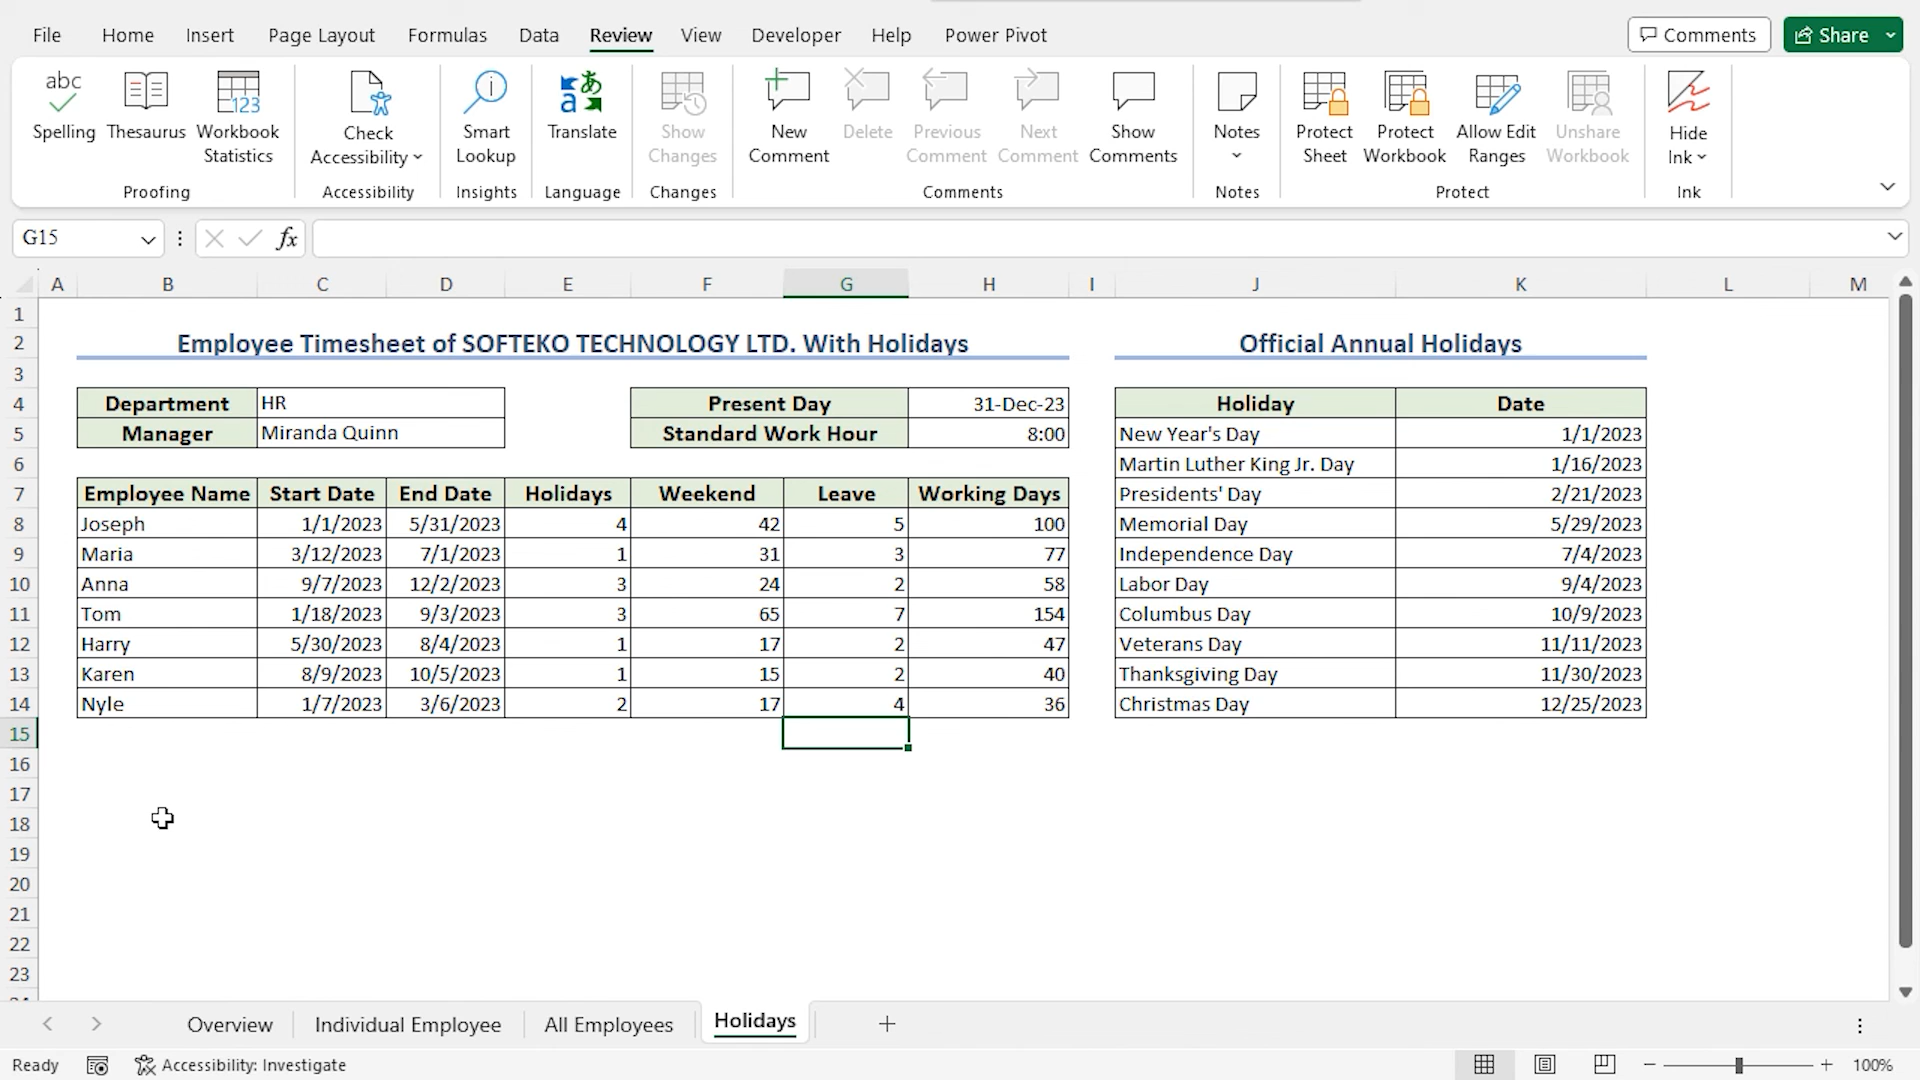 File Home Insert Page Layout Formulas Data Review View Developer Help Power Pivot Comments Share
abc
Spelling
Thesaurus
123
Workbook
Statistics
Proofing
Check
Accessibility
Accessibility
Smart
Lookup
Insights
Translate
Language
Show
Changes
Changes
New
Comment
Delete
Previous
Comment
Next
Comment
Show
Comments
Comments
Notes
Notes
Protect
Sheet
Protect
Workbook
Allow Edit
Ranges
Unshare
Workbook
Protect
Hide
Ink
Ink
G15 fx
A B C D E F G H I J K L M
1
2 Employee Timesheet of SOFTEKO TECHNOLOGY LTD. With Holidays Official Annual Holidays
3
4 Department HR Present Day 31-Dec-23 Holiday Date
5 Manager Miranda Quinn Standard Work Hour 8:00 New Year's Day 1/1/2023
6 Martin Luther King Jr. Day 1/16/2023
7 Employee Name Start Date End Date Holidays Weekend Leave Working Days Presidents' Day 2/21/2023
8 Joseph 1/1/2023 5/31/2023 4 42 5 100 Memorial Day 5/29/2023
9 Maria 3/12/2023 7/1/2023 1 31 3 77 Independence Day 7/4/2023
10 Anna 9/7/2023 12/2/2023 3 24 2 58 Labor Day 9/4/2023
11 Tom 1/18/2023 9/3/2023 3 65 7 154 Columbus Day 10/9/2023
12 Harry 5/30/2023 8/4/2023 1 17 2 47 Veterans Day 11/11/2023
13 Karen 8/9/2023 10/5/2023 1 15 2 40 Thanksgiving Day 11/30/2023
14 Nyle 1/7/2023 3/6/2023 2 17 4 36 Christmas Day 12/25/2023
15
16
17
18
19
20
21
22
23
Overview Individual Employee All Employees Holidays
Ready Accessibility: Investigate 100%